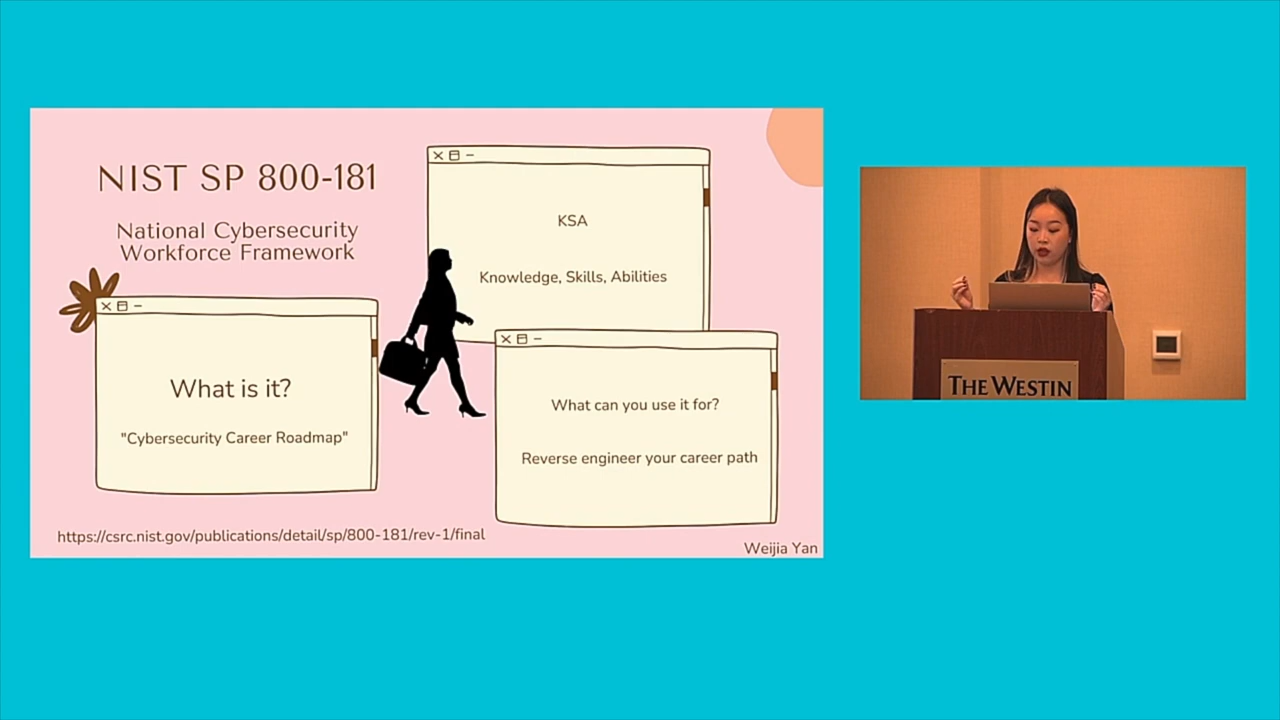 NIST SP 800-181
National Cybersecurity
Workforce Framework
What is it?
"Cybersecurity Career Roadmap"
KSA
Knowledge, Skills, Abilities
What can you use it for?
Reverse engineer your career path
https://csrc.nist.gov/publications/detail/sp/800-181/rev-1/final
Weijia Yan
THE WESTIN